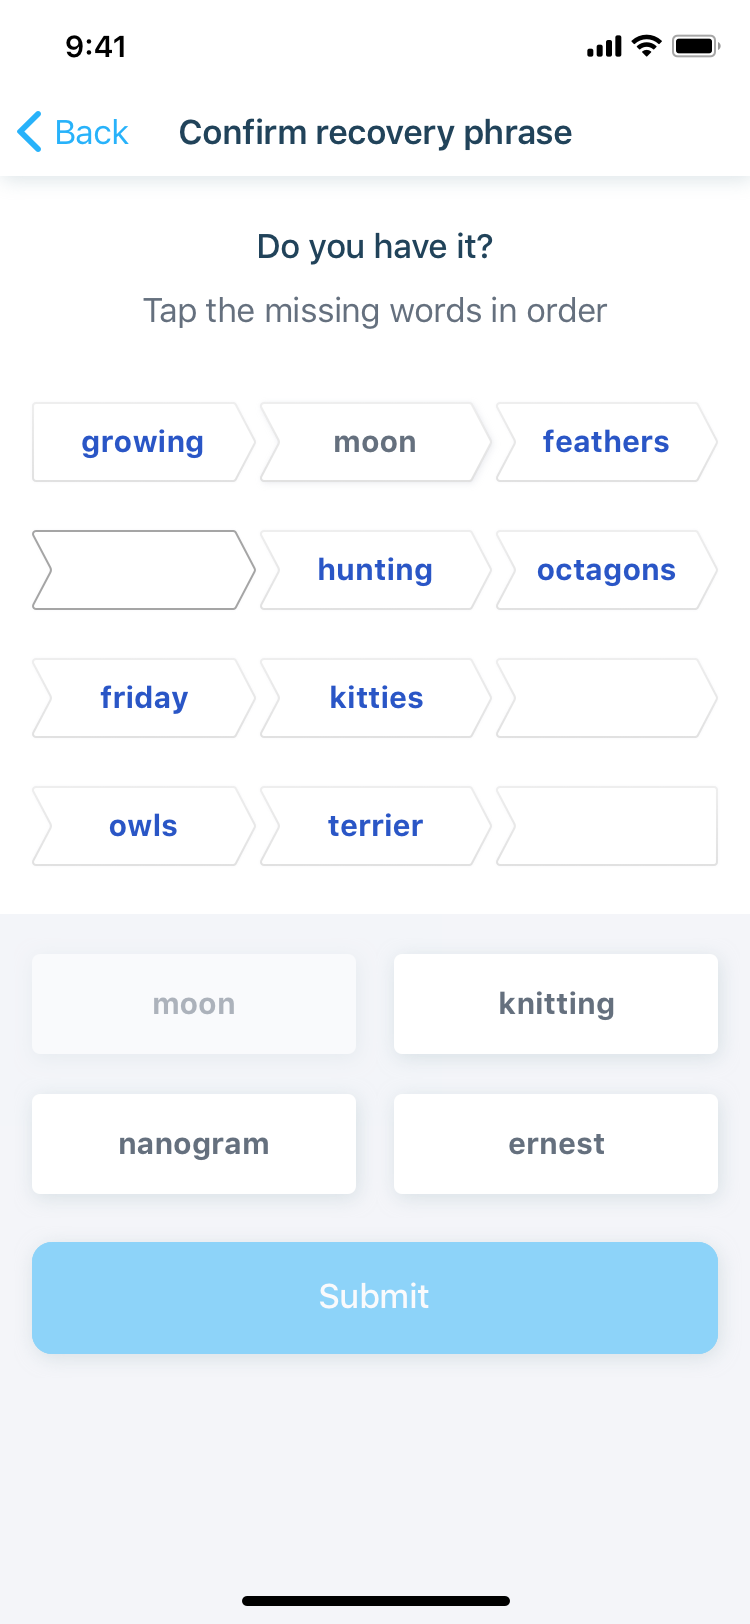 9:41
Back Confirm recovery phrase
Do you have it?
Tap the missing words in order
growing moon feathers
hunting octagons
friday kitties
owls terrier
moon knitting
nanogram ernest
Submit